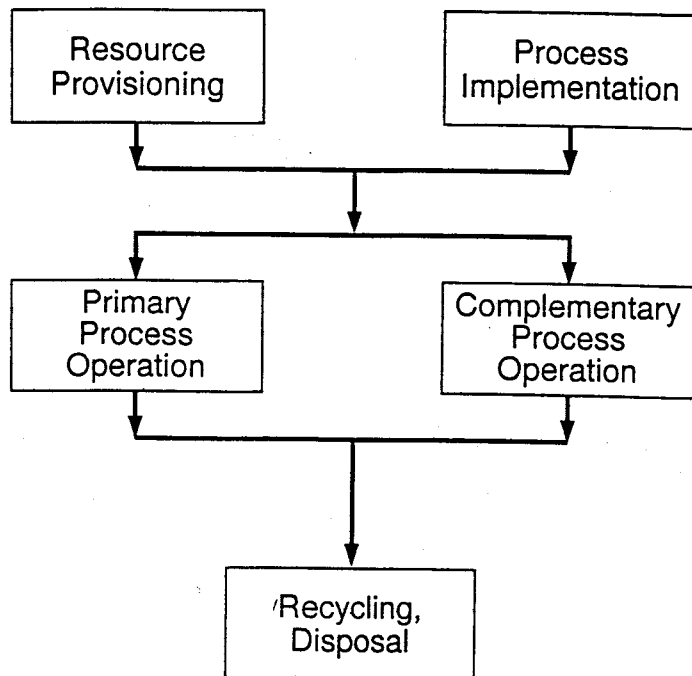 Resource
Provisioning
Process
Implementation
Primary
Process
Operation
Complementary
Process
Operation
Recycling,
Disposal